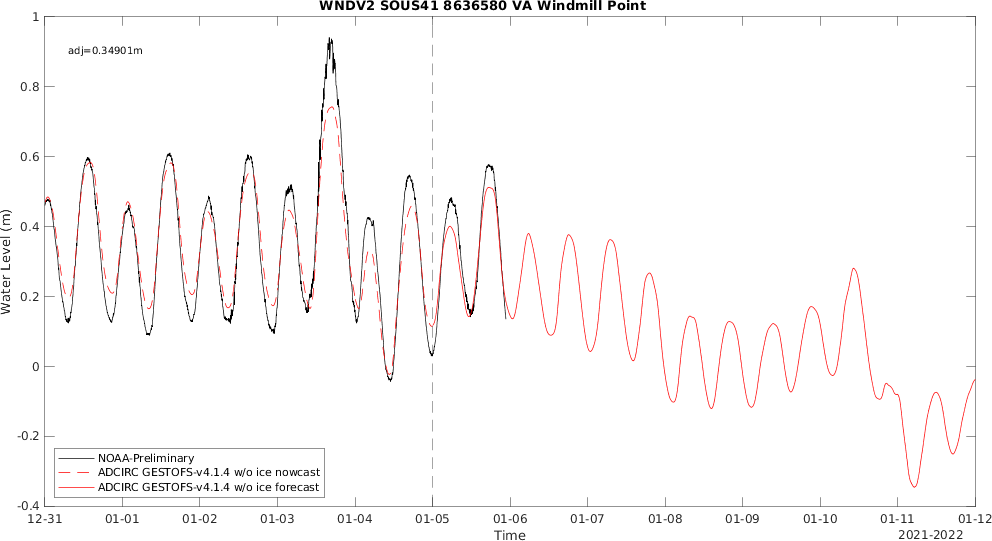 WNDV2 SOUS41 8636580 VA Windmill Point
adj=0.34901m
1
0.8
0.6
0.4
0.2
0
-0.2
-0.4
Water Level (m)
NOAA-Preliminary
ADCIRC GESTOFS-v4.1.4 w/o ice nowcast
ADCIRC GESTOFS-v4.1.4 w/o ice forecast
12-31 01-01 01-02 01-03 01-04 01-05 01-06 01-07 01-08 01-09 01-10 01-11 01-12
Time
2021-2022